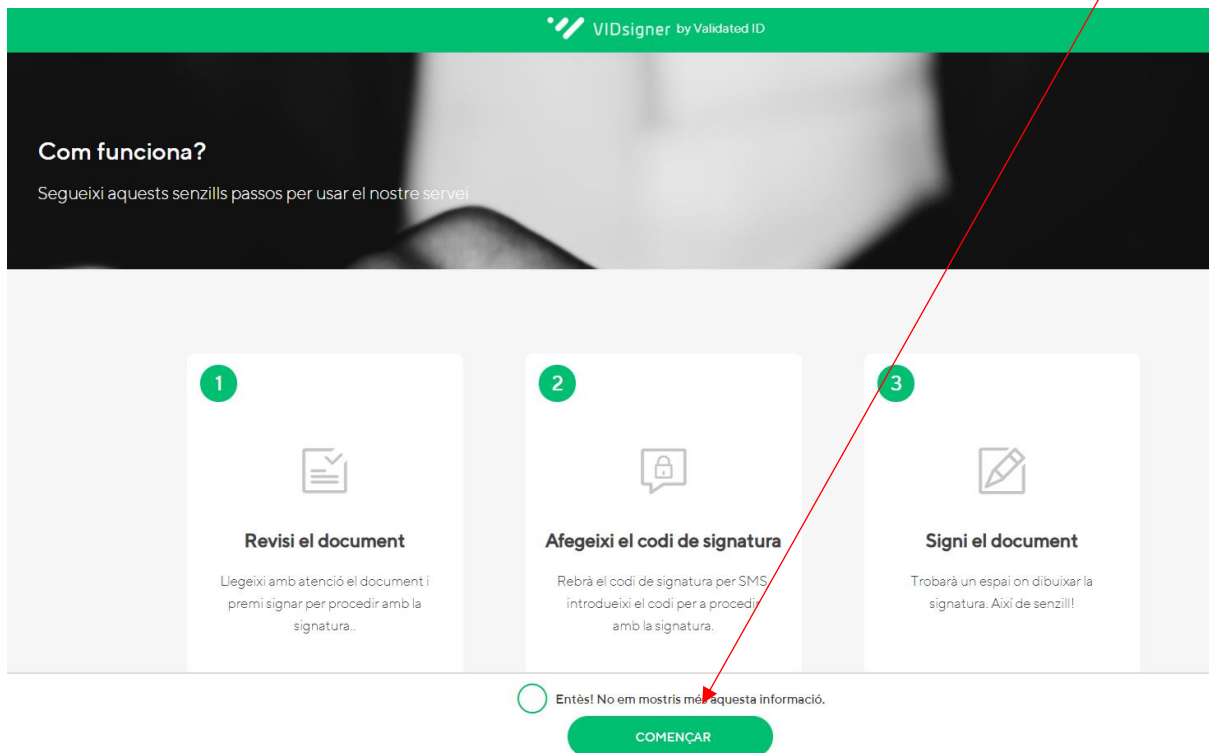 VIDsigner by Validated ID
Com funciona?
Segueixi aquests senzills passos per usar el nostre servei
1
2
3
Revisi el document
Llegeixi amb atenció el document i
premi signar per procedir amb la
signatura..
Afegeixi el codi de signatura
Rebrà el codi de signatura per SMS
introdueixi el codi per a procedir
amb la signatura.
Signi el document
Trobarà un espai on dibuixar la
signatura. Així de senzill!
Entès! No em mostris més aquesta informació.
COMENÇAR